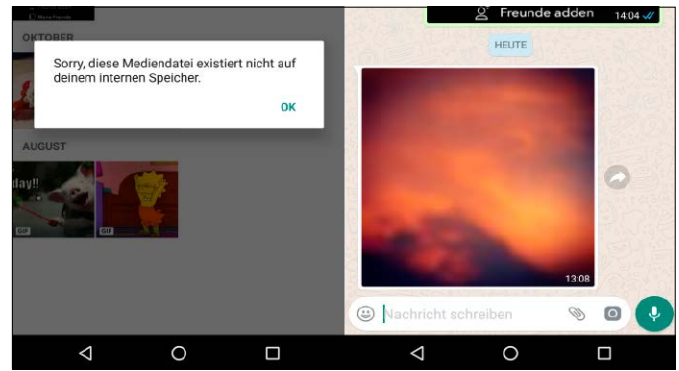 OKTOBER
Sorry, diese Mediendatei existiert nicht auf
deinem internen Speicher.
OK
AUGUST
day!!
GIF
GIF
Freunde adden 14:04
HEUTE
13:08
Nachricht schreiben